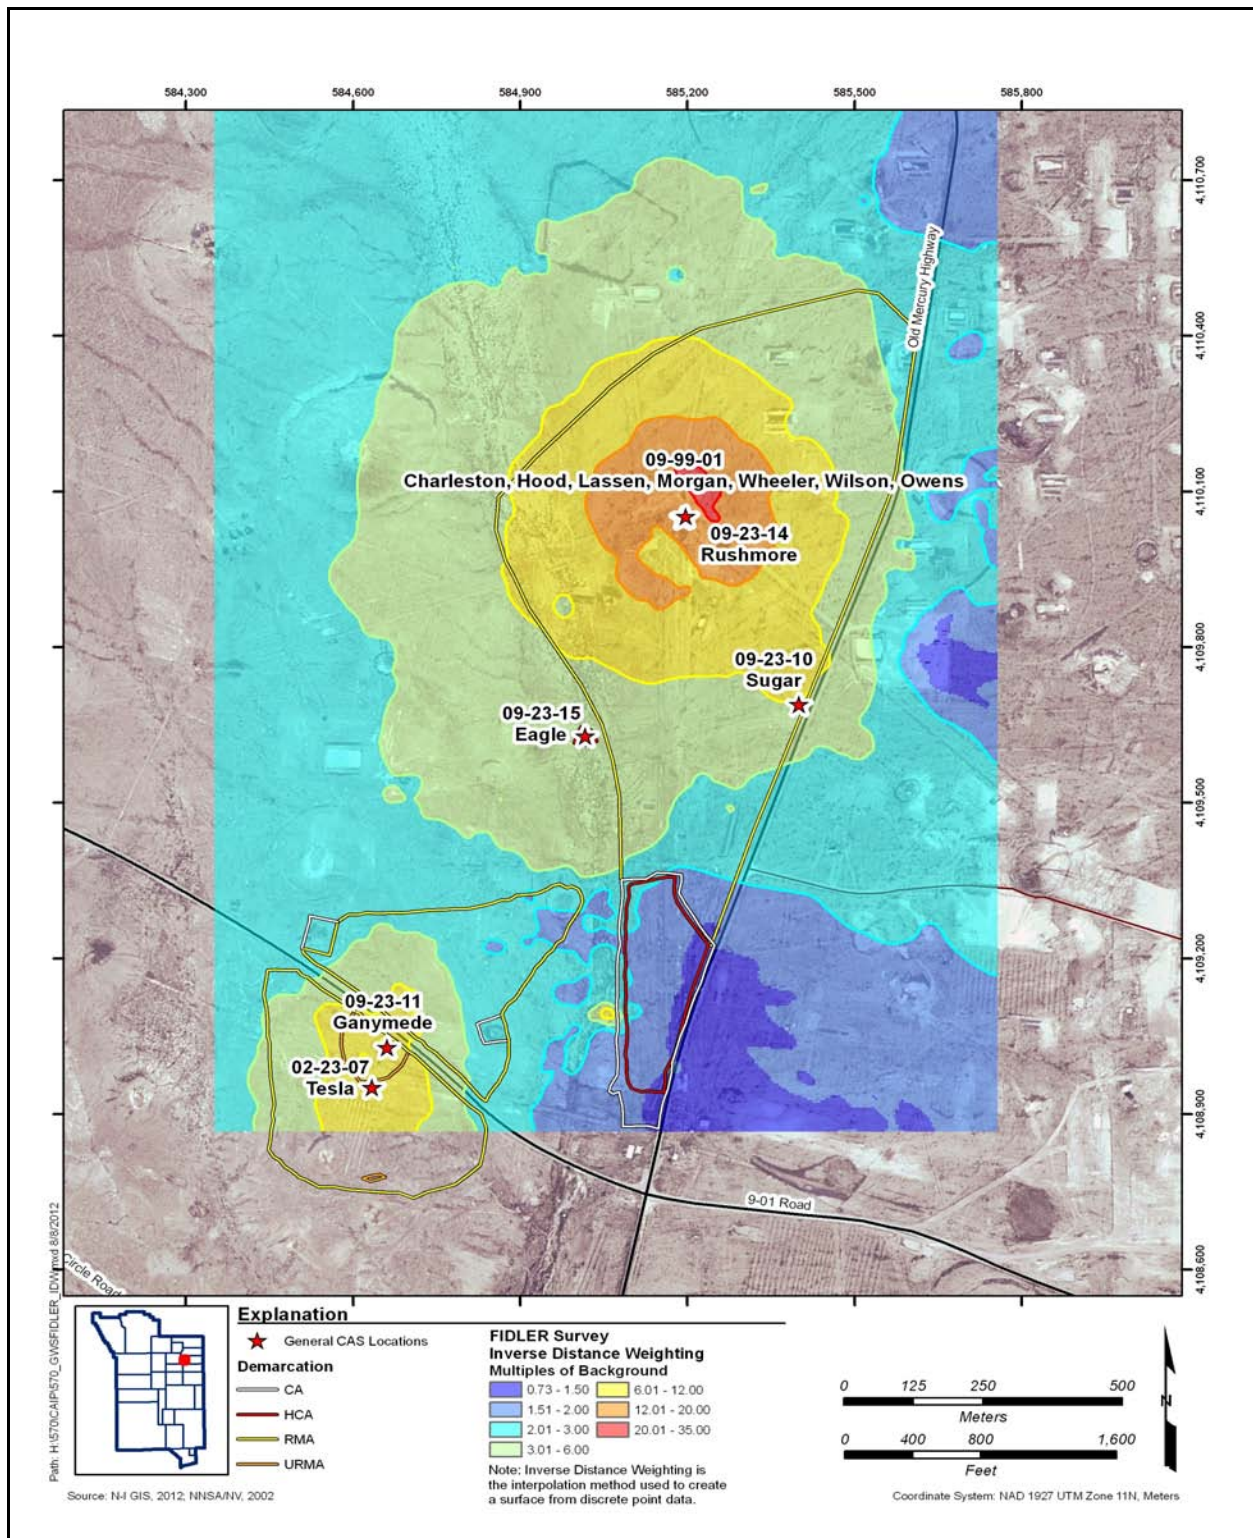 584,300 584,600 584,900 585,200 585,500 585,800
4,110,700
Old Mercury Highway
4,110,400
09-99-01
Charleston, Hood, Lassen, Morgan, Wheeler, Wilson, Owens
4,110,100
09-23-14
Rushmore
09-23-10
Sugar
4,109,800
09-23-15
Eagle
4,109,500
4,109,200
09-23-11
Ganymede
02-23-07
Tesla
4,108,900
9-01 Road
4,108,600
Circle Road
Explanation
General CAS Locations
Demarcation
CA
HCA
RMA
URMA
FIDLER Survey
Inverse Distance Weighting
Multiples of Background
0.73 - 1.50
1.51 - 2.00
2.01 - 3.00
3.01 - 6.00
6.01 - 12.00
12.01 - 20.00
20.01 - 35.00
Note: Inverse Distance Weighting is
the interpolation method used to create
a surface from discrete point data.
0 125 250 500
Meters
0 400 800 1,600
Feet
N
Source: N-I GIS, 2012; NNSA/NV, 2002
Coordinate System: NAD 1927 UTM Zone 11N, Meters